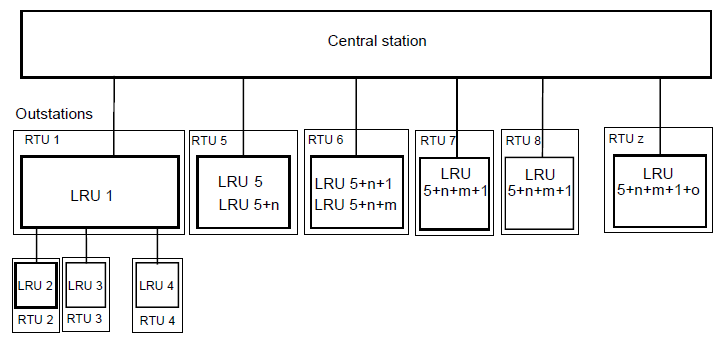 Central station
Outstations
RTU 1
RTU 5
RTU 6
RTU 7
RTU 8
RTU z
LRU 1
LRU 5
LRU 5+n
LRU 5+n+1
LRU 5+n+m
LRU
5+n+m+1
LRU
5+n+m+1
LRU
5+n+m+1+o
LRU 2
LRU 3
LRU 4
RTU 2
RTU 3
RTU 4